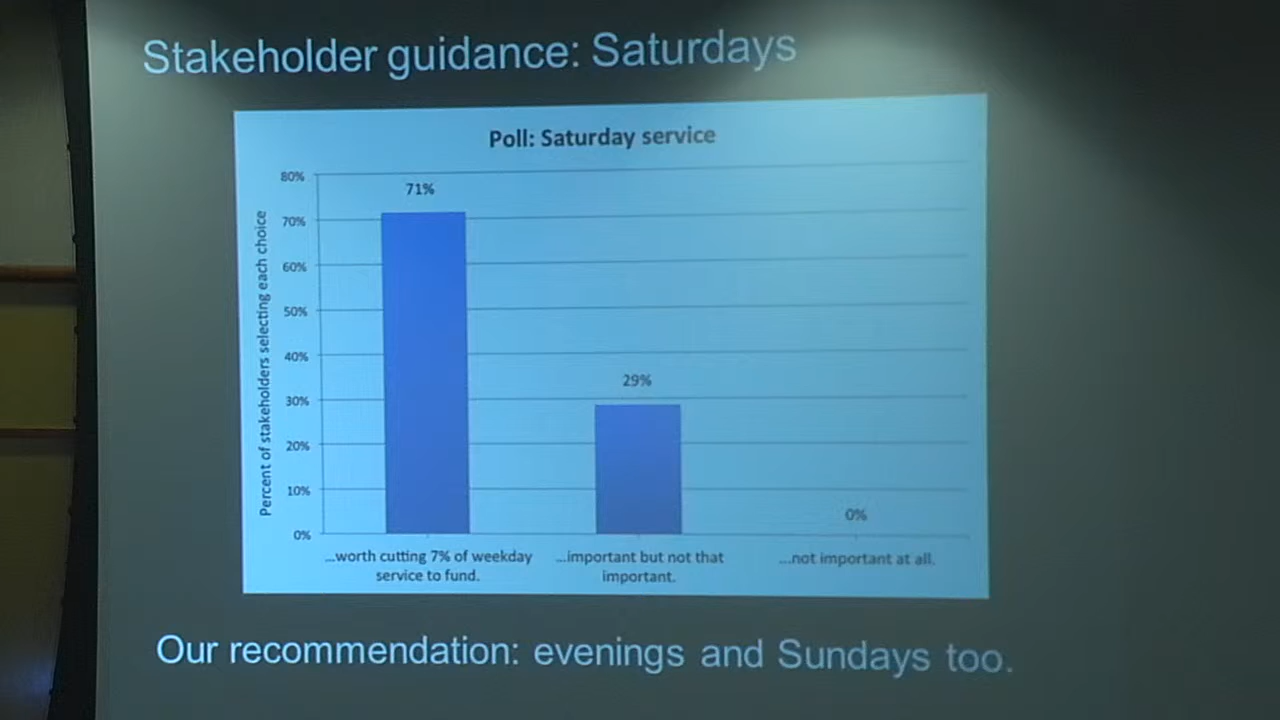 Stakeholder guidance: Saturdays
Poll: Saturday service
Percent of stakeholders selecting each choice
80%
70%
60%
50%
40%
30%
20%
10%
0%
71%
29%
0%
...worth cutting 7% of weekday
service to fund.
...important but not that
important.
...not important at all.
Our recommendation: evenings and Sundays too.